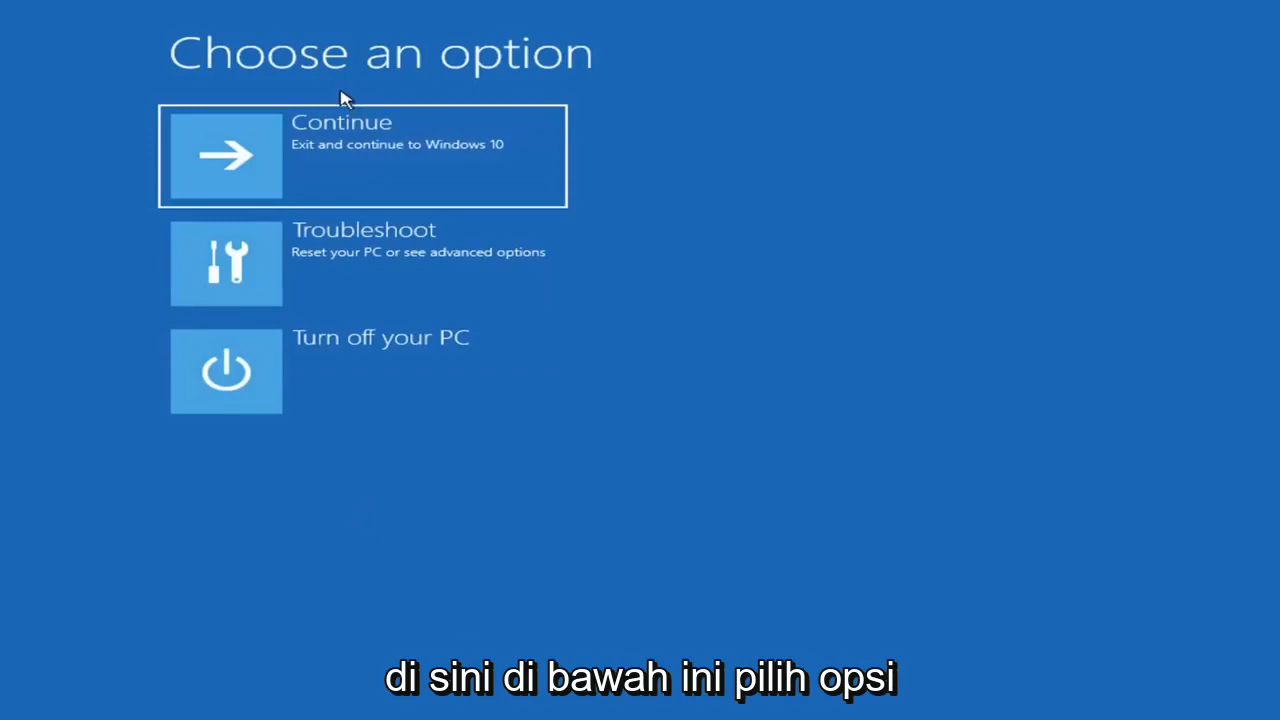 Choose an option
Continue
Exit and continue to Windows 10
Troubleshoot
Reset your PC or see advanced options
Turn off your PC
di sini di bawah ini pilih opsi